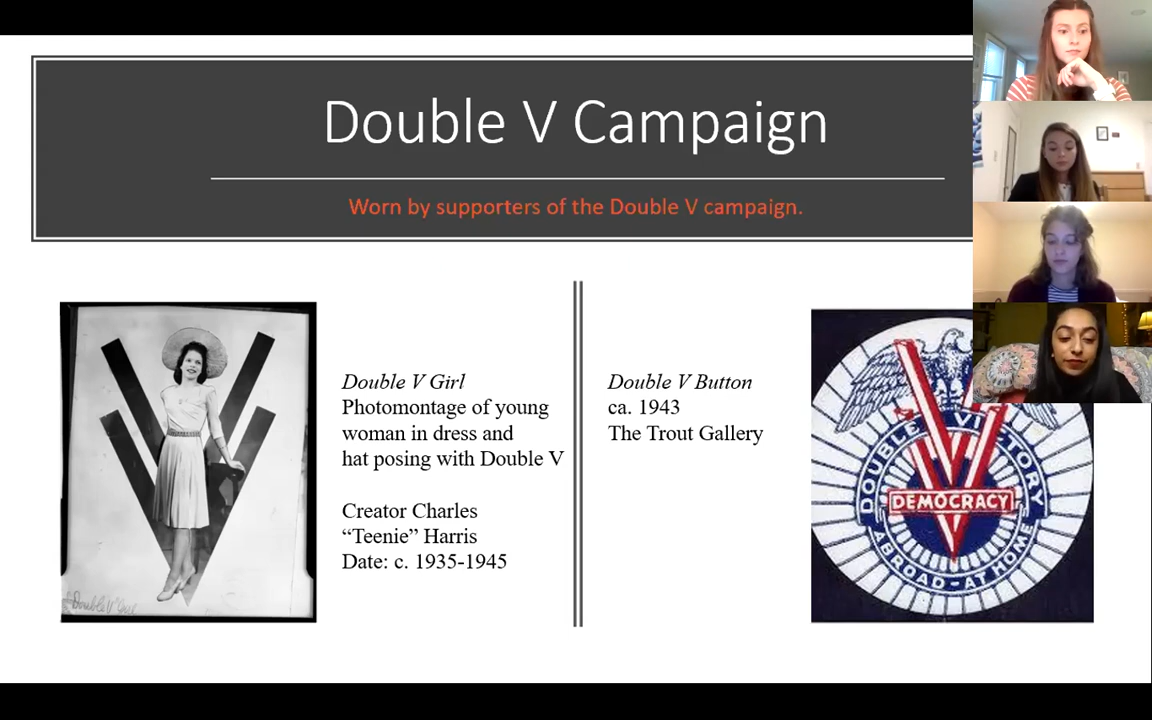 Double V Campaign
Worn by supporters of the Double V campaign.
Double V Girl
Photomontage of young
woman in dress and
hat posing with Double V
Creator Charles
“Teenie” Harris
Date: c. 1935-1945
"Double V" Girl
Double V Button
ca. 1943
The Trout Gallery
DOUBLE VICTORY
DEMOCRACY
ABROAD - AT HOME